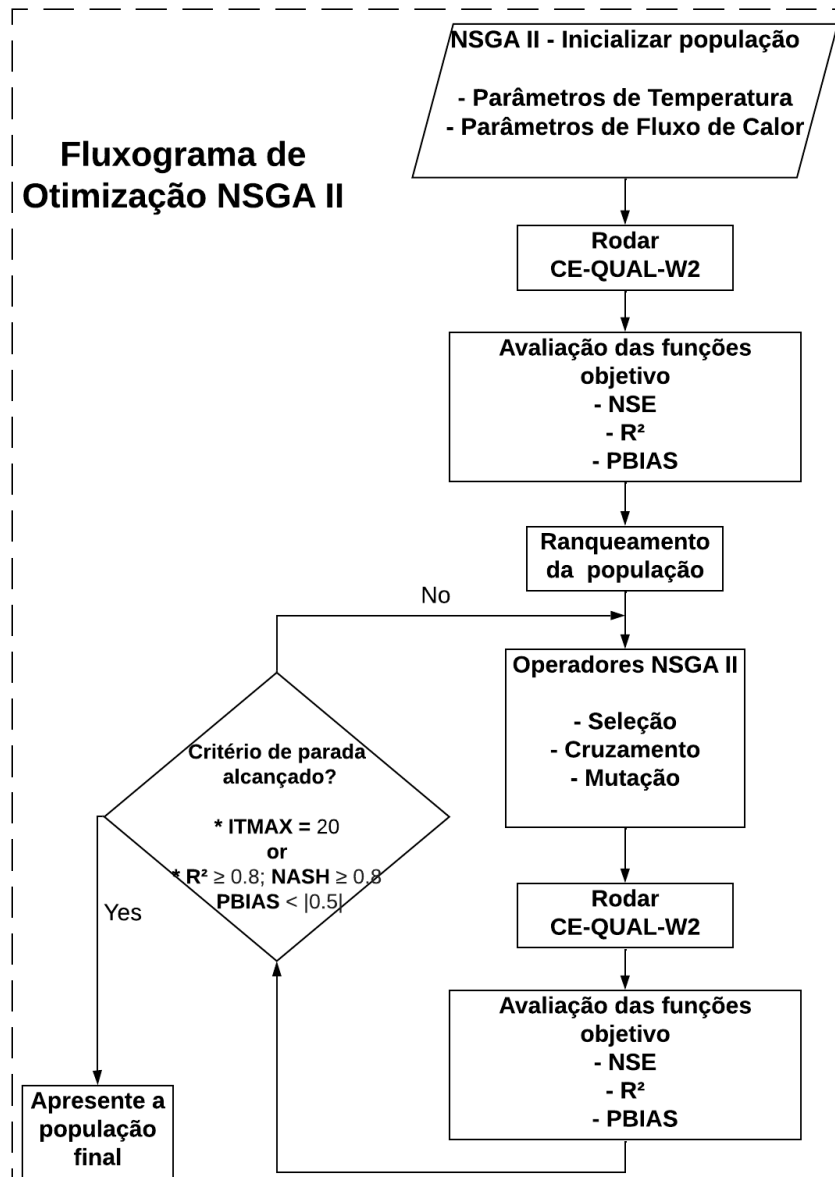 Fluxograma de
Otimização NSGA II
NSGA II - Inicializar população
- Parâmetros de Temperatura
- Parâmetros de Fluxo de Calor
Rodar
CE-QUAL-W2
Avaliação das funções
objetivo
- NSE
- R²
- PBIAS
Ranqueamento
da população
No
Operadores NSGA II
- Seleção
- Cruzamento
- Mutação
Rodar
CE-QUAL-W2
Avaliação das funções
objetivo
- NSE
- R²
- PBIAS
Critério de parada
alcançado?
* ITMAX = 20
or
* R² ≥ 0.8; NASH ≥ 0.8
PBIAS < |0.5|
Yes
Apresente a
população
final